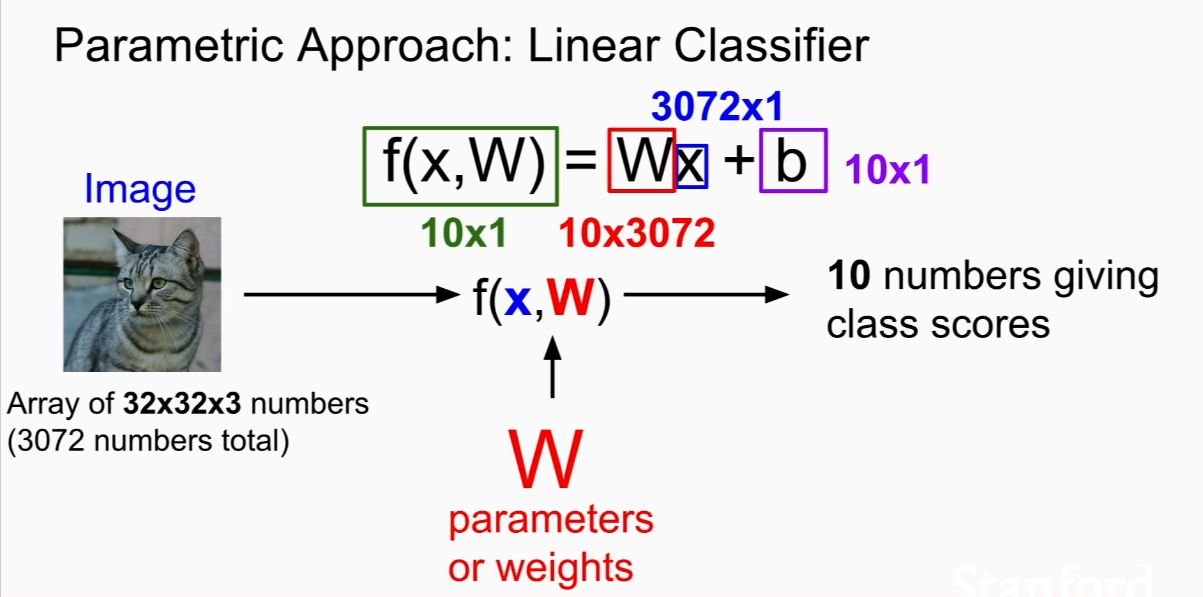 Parametric Approach: Linear Classifier
3072x1
f(x,W) = Wx + b 10x1
10x1 10x3072
Image
f(x,W)
10 numbers giving
class scores
Array of 32x32x3 numbers
(3072 numbers total)
W
parameters
or weights
Stanford